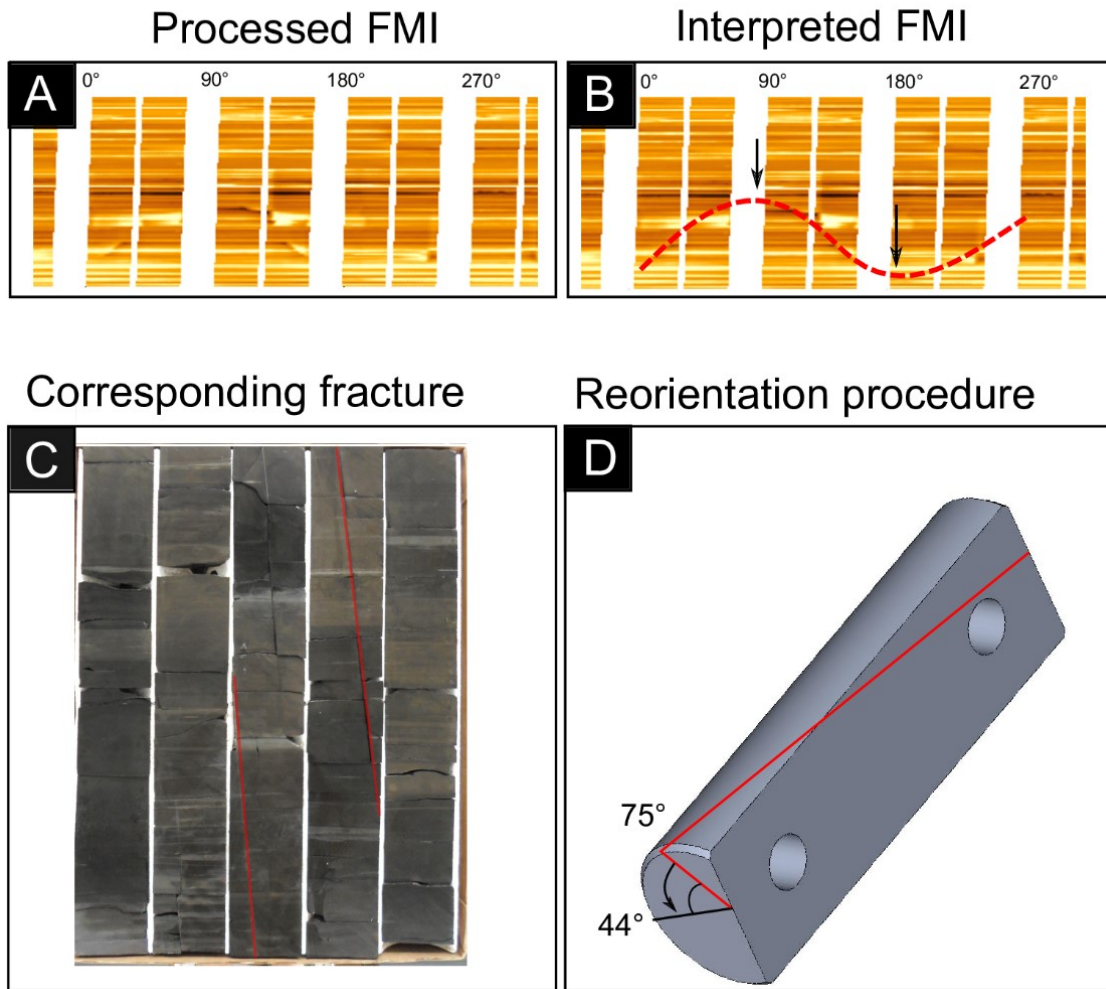 Processed FMI
Interpreted FMI
A
0° 90° 180° 270°
B
0° 90° 180° 270°
Corresponding fracture
Reorientation procedure
C
D
75°
44°